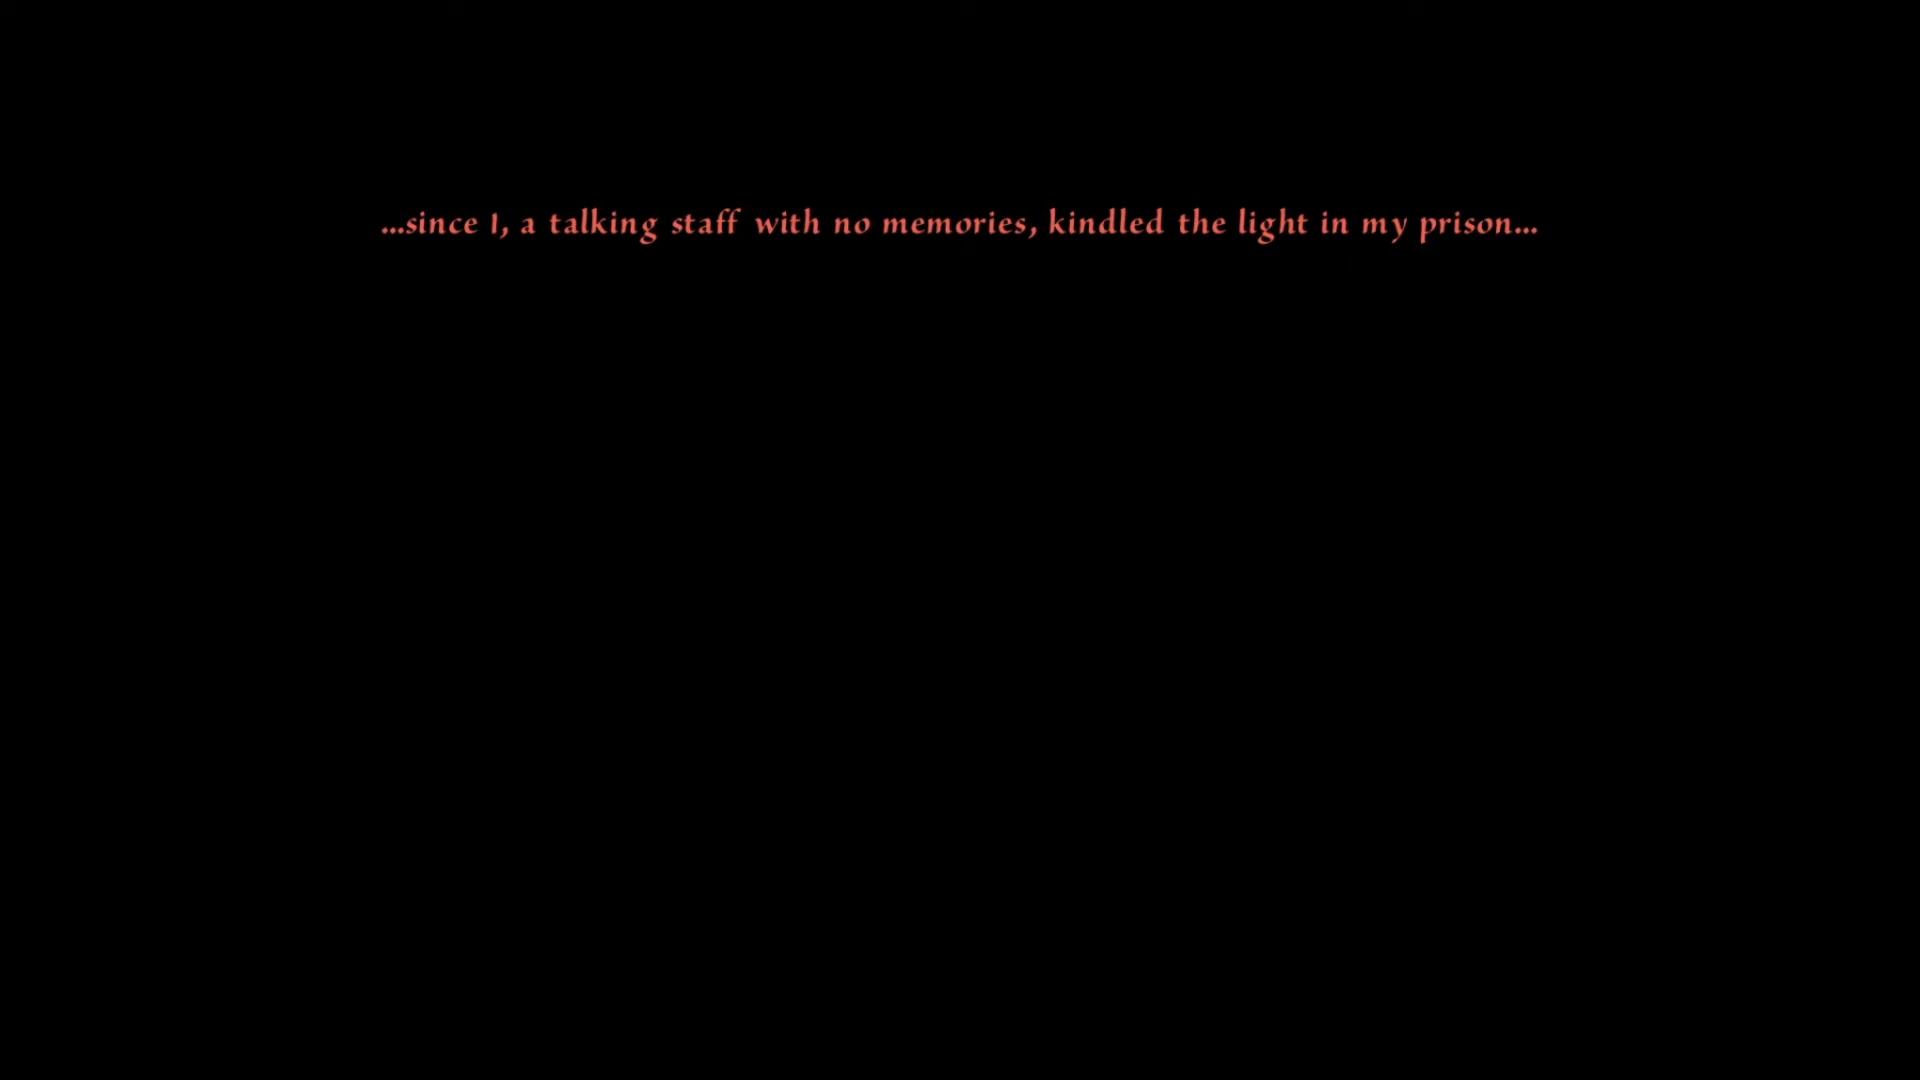 ...since I, a talking staff with no memories, kindled the light in my prison...